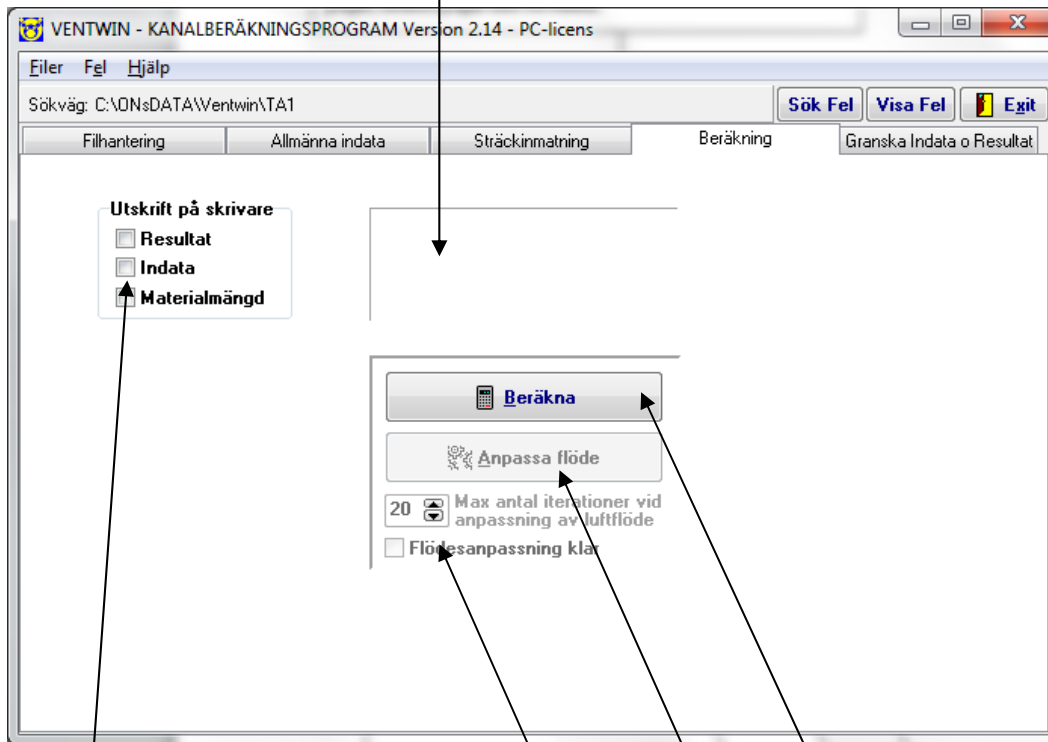 VENTWIN - KANALBERÄKNINGSPROGRAM Version 2.14 - PC-licens
Filer Fel Hjälp
Sökväg: C:\ONsDATA\Ventwin\TA1
Sök Fel
Visa Fel
Exit
Filhantering
Allmänna indata
Sträckinmatning
Beräkning
Granska Indata o Resultat
Utskrift på skrivare
Resultat
Indata
Materialmängd
Beräkna
Anpassa flöde
20
Max antal iterationer vid
anpassning av luftflöde
Flödesanpassning klar